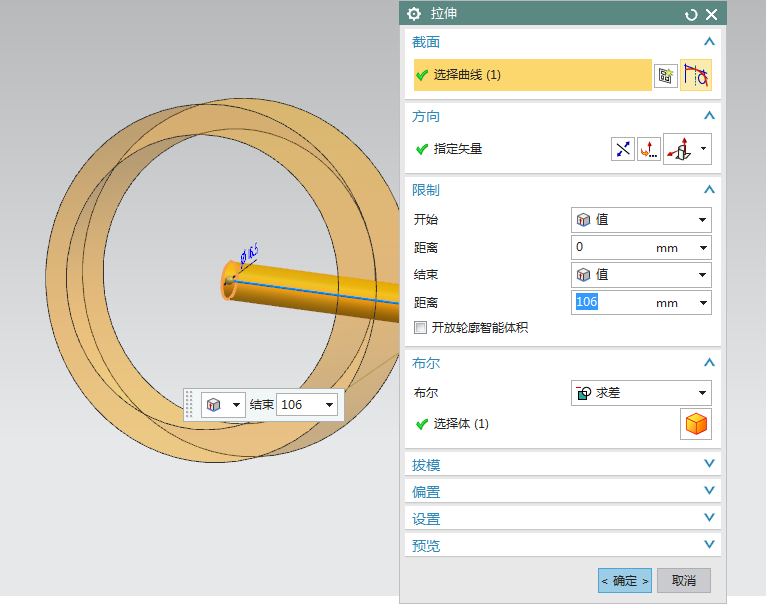 拉伸
截面
选择曲线 (1)
方向
指定矢量
限制
开始 值
距离 0 mm
结束 值
距离 106 mm
开放轮廓智能体积
布尔
布尔 求差
选择体 (1)
拔模
偏置
设置
预览
< 确定 > 取消
结束 106